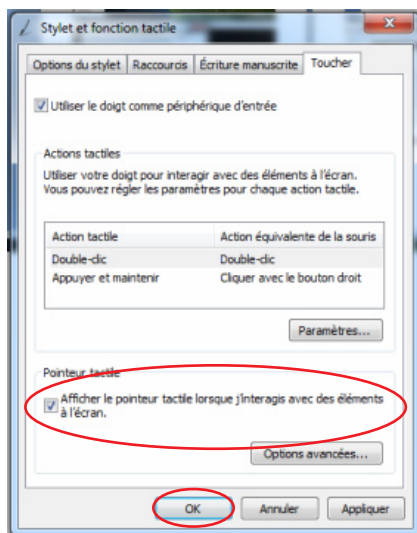 Stylet et fonction tactile
Options du stylet Raccourcis Écriture manuscrite Toucher
Utiliser le doigt comme périphérique d'entrée
Actions tactiles
Utiliser votre doigt pour interagir avec des éléments à l'écran.
Vous pouvez régler les paramètres pour chaque action tactile.
Action tactile Action équivalente de la souris
Double-clic Double-clic
Appuyer et maintenir Cliquer avec le bouton droit
Paramètres...
Pointeur tactile
Afficher le pointeur tactile lorsque j'interagis avec des éléments
à l'écran.
Options avancées...
OK Annuler Appliquer